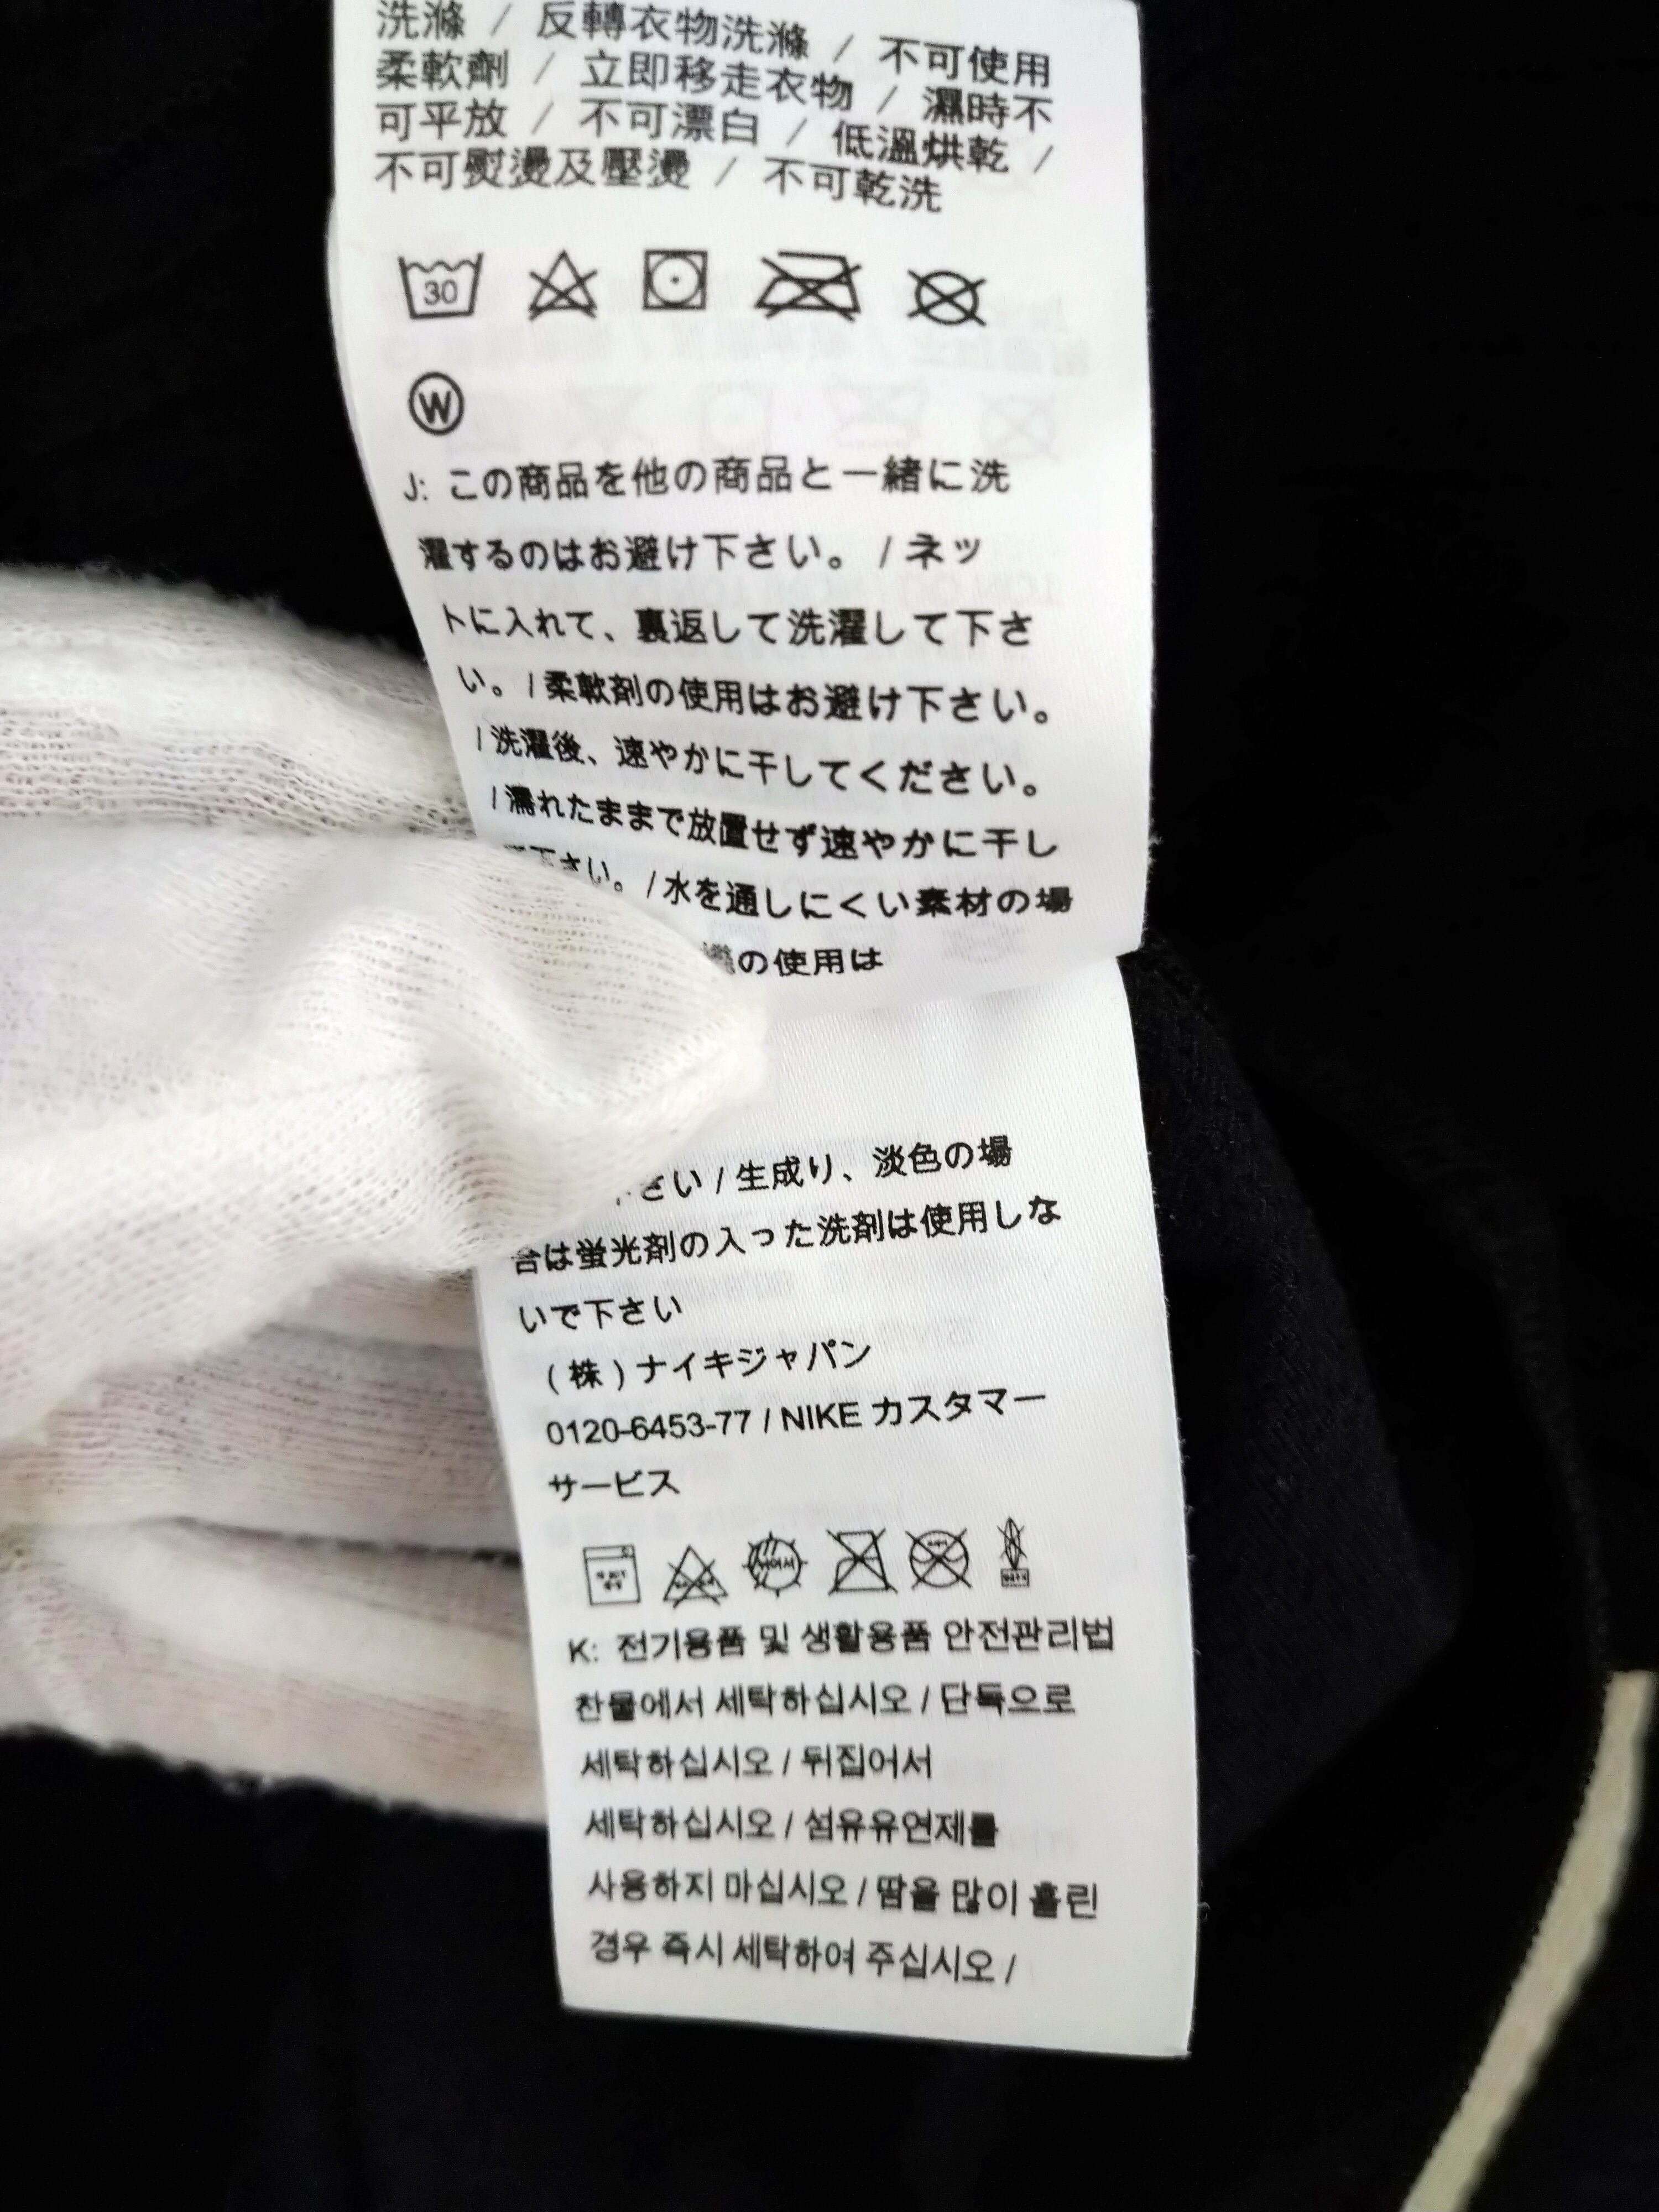 洗滌 / 反轉衣物洗滌 / 不可使用
柔軟劑 / 立即移走衣物 / 濕時不
可平放 / 不可漂白 / 低溫烘乾 /
不可熨燙及壓燙 / 不可乾洗
30
W
J: この商品を他の商品と一緒に洗
濯するのはお避け下さい。 / ネッ
トに入れて、裏返して洗濯して下さ
い。 / 柔軟剤の使用はお避け下さい。
/ 洗濯後、速やかに干してください。
/ 濡れたままで放置せず速やかに干し
て下さい。 / 水を通しにくい素材の場
の使用は
さい / 生成り、淡色の場
合は蛍光剤の入った洗剤は使用しな
いで下さい
(株)ナイキジャパン
0120-6453-77 / NIKE カスタマー
サービス
K: 전기용품 및 생활용품 안전관리법
찬물에서 세탁하십시오 / 단독으로
세탁하십시오 / 뒤집어서
세탁하십시오 / 섬유유연제를
사용하지 마십시오 / 땀을 많이 흘린
경우 즉시 세탁하여 주십시오 /